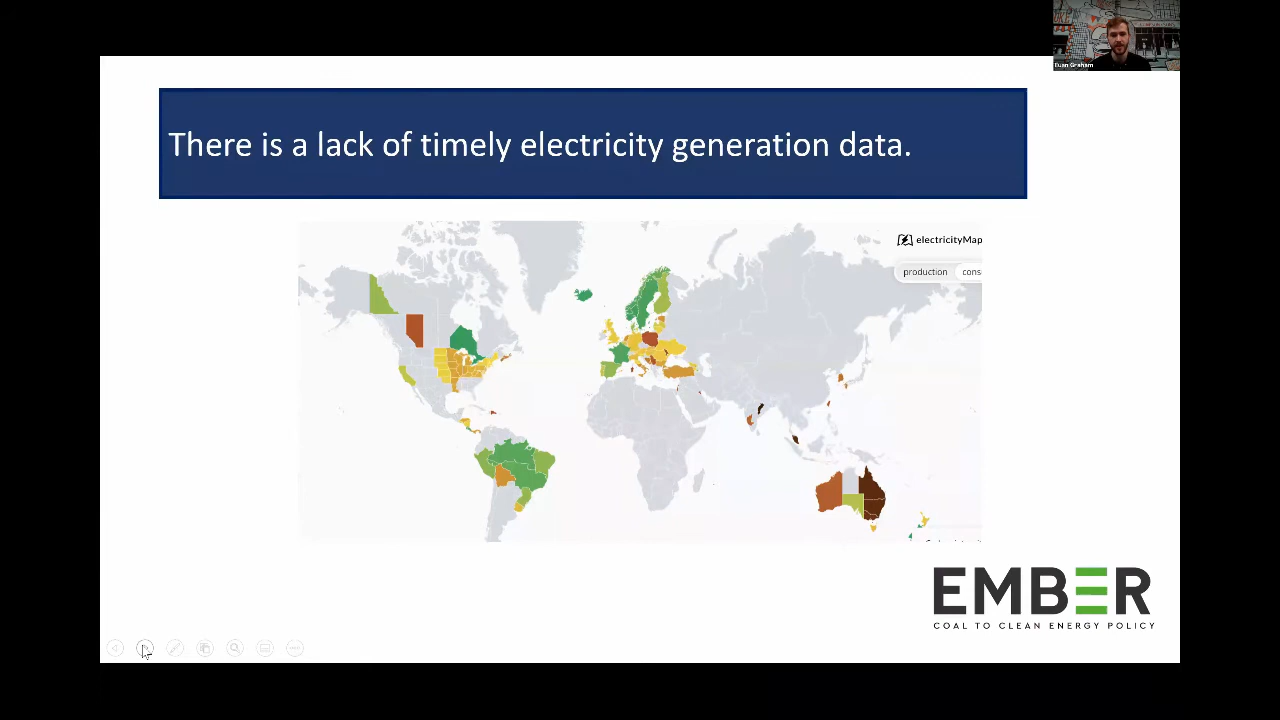 Euan Graham
There is a lack of timely electricity generation data.
electricityMap
production
cons
EMBER
COAL TO CLEAN ENERGY POLICY